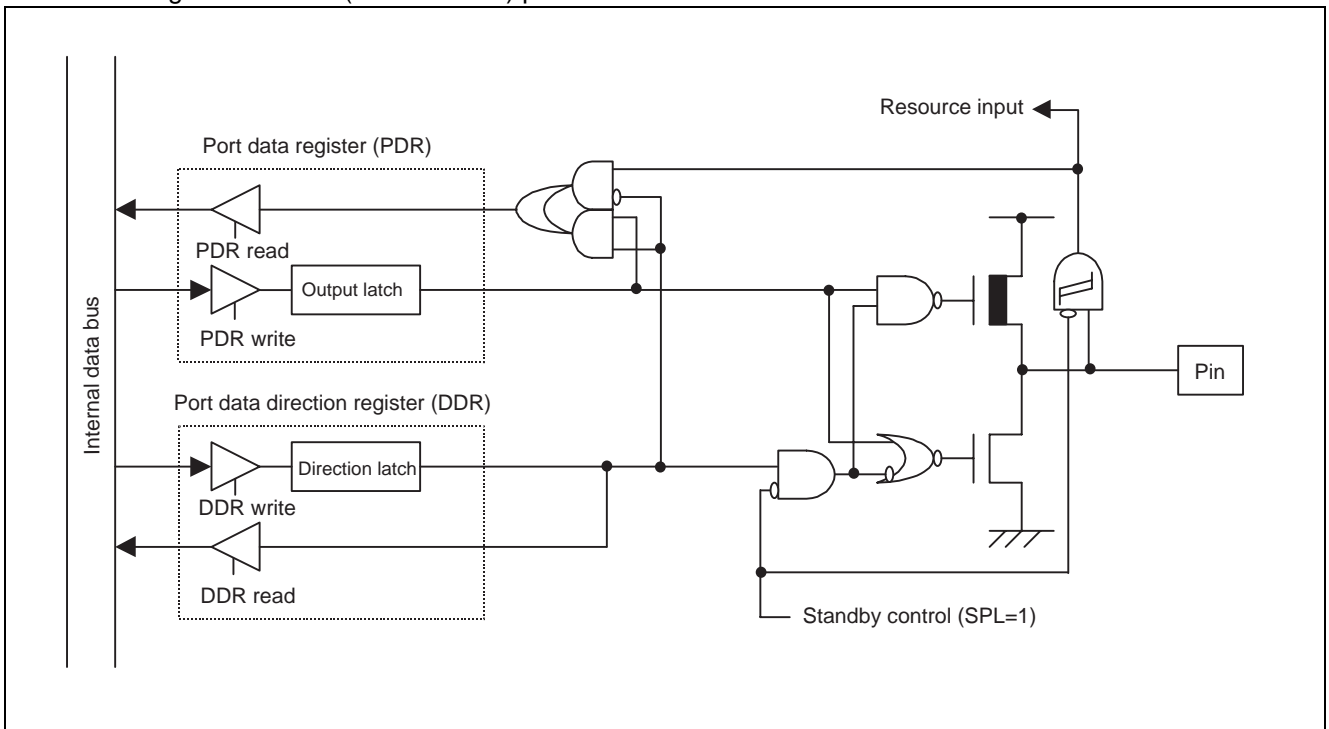 Resource input
Port data register (PDR)
PDR read
Output latch
PDR write
Internal data bus
Pin
Port data direction register (DDR)
Direction latch
DDR write
DDR read
Standby control (SPL=1)